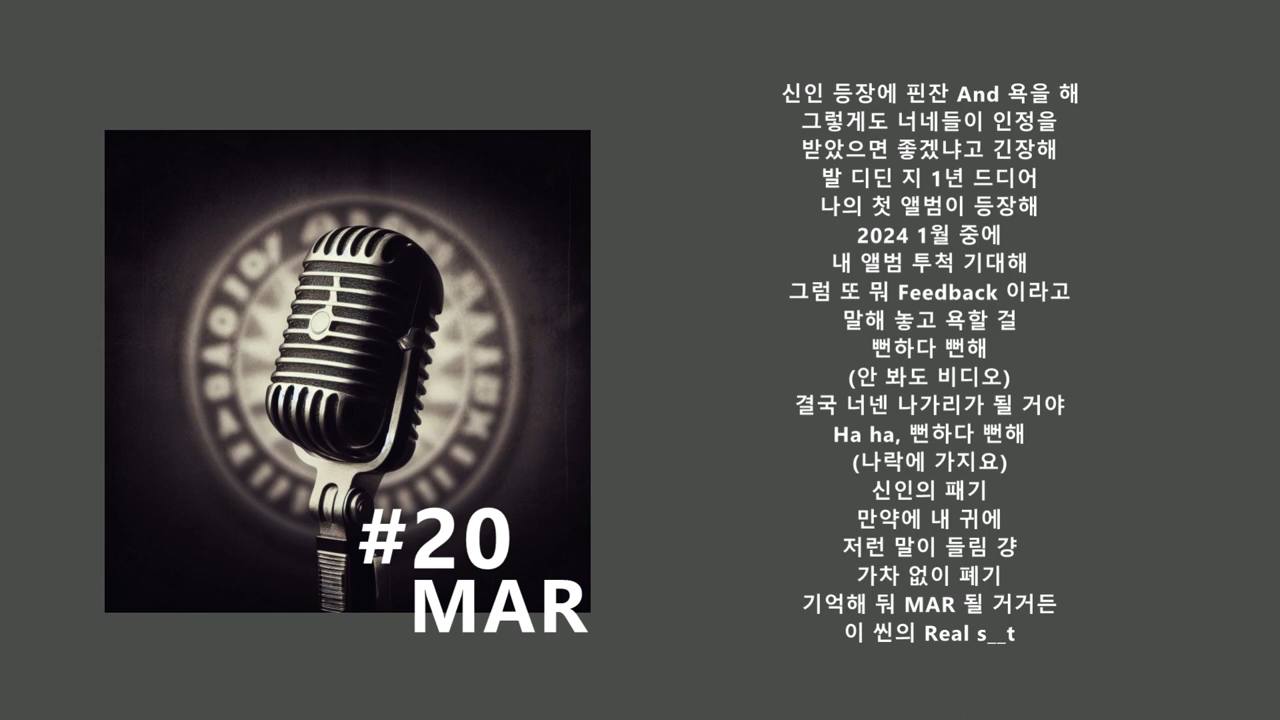 #20
MAR
신인 등장에 핀잔 And 욕을 해
그렇게도 너네들이 인정을
받았으면 좋겠냐고 긴장해
발 디딘 지 1년 드디어
나의 첫 앨범이 등장해
2024 1월 중에
내 앨범 투척 기대해
그럼 또 뭐 Feedback 이라고
말해 놓고 욕할 걸
뻔하다 뻔해
(안 봐도 비디오)
결국 너넨 나가리가 될 거야
Ha ha, 뻔하다 뻔해
(나락에 가지요)
신인의 패기
만약에 내 귀에
저런 말이 들림 걍
가차 없이 폐기
기억해 둬 MAR 될 거거든
이 씬의 Real s__t